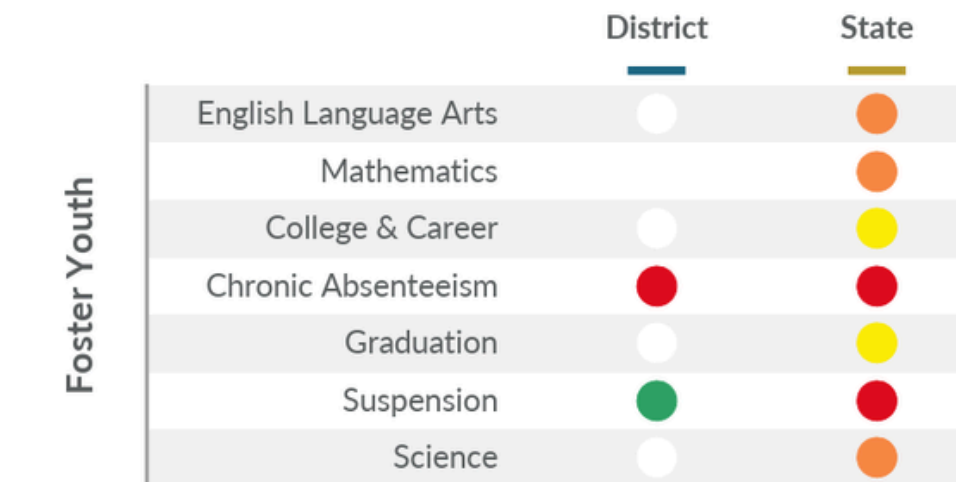 District State
Foster Youth
English Language Arts
Mathematics
College & Career
Chronic Absenteeism
Graduation
Suspension
Science